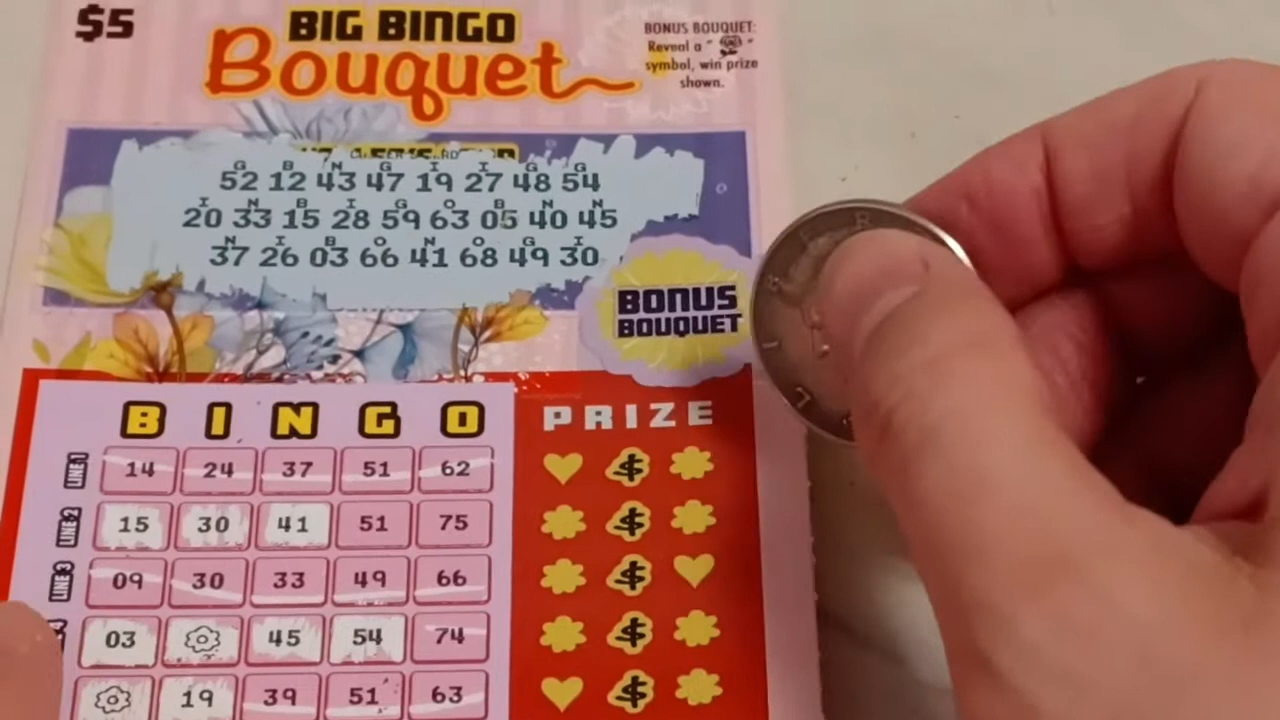 $5
BIG BINGO
Bouquet
BONUS BOUQUET:
Reveal a " "
symbol, win prize
shown.
G B N G I I G G
52 12 43 47 19 27 48 54
I N B I G O B N N
20 33 15 28 59 63 05 40 45
N I B O N O G I
37 26 03 66 41 68 49 30
BONUS
BOUQUET
B I N G O
PRIZE
LINE 1 14 24 37 51 62 $
LINE 2 15 30 41 51 75 $
LINE 3 09 30 33 49 66 $
03 45 54 74 $
19 39 51 63 $